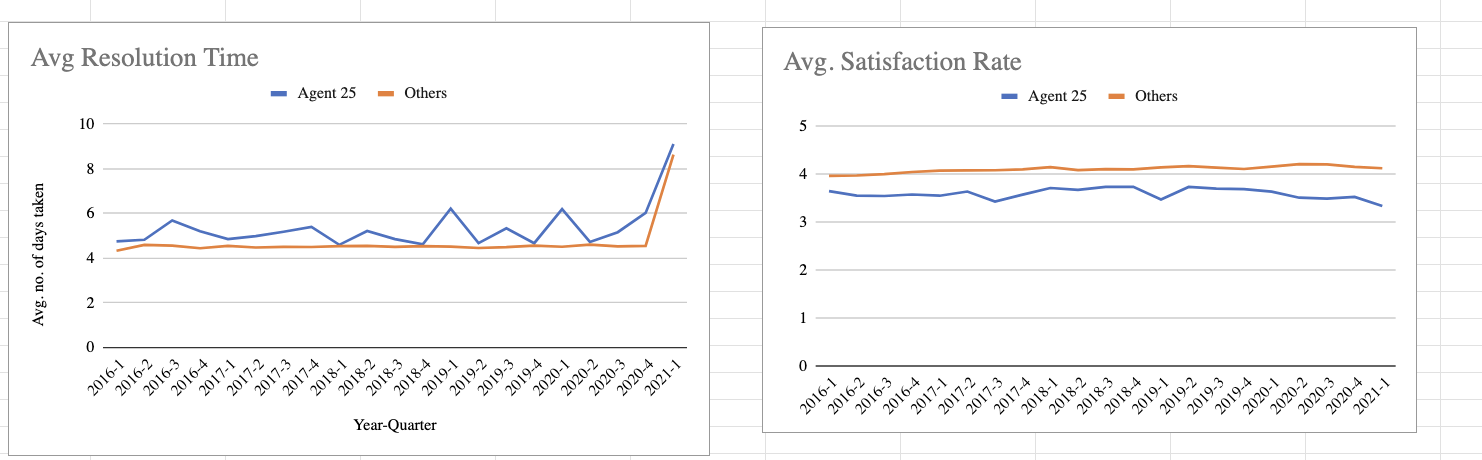 Avg Resolution Time
Agent 25 Others
10
8
6
4
2
0
Avg. no. of days taken
2016-1 2016-2 2016-3 2016-4 2017-1 2017-2 2017-3 2017-4 2018-1 2018-2 2018-3 2018-4 2019-1 2019-2 2019-3 2019-4 2020-1 2020-2 2020-3 2020-4 2021-1
Year-Quarter
Avg. Satisfaction Rate
Agent 25 Others
5
4
3
2
1
0
2016-1 2016-2 2016-3 2016-4 2017-1 2017-2 2017-3 2017-4 2018-1 2018-2 2018-3 2018-4 2019-1 2019-2 2019-3 2019-4 2020-1 2020-2 2020-3 2020-4 2021-1